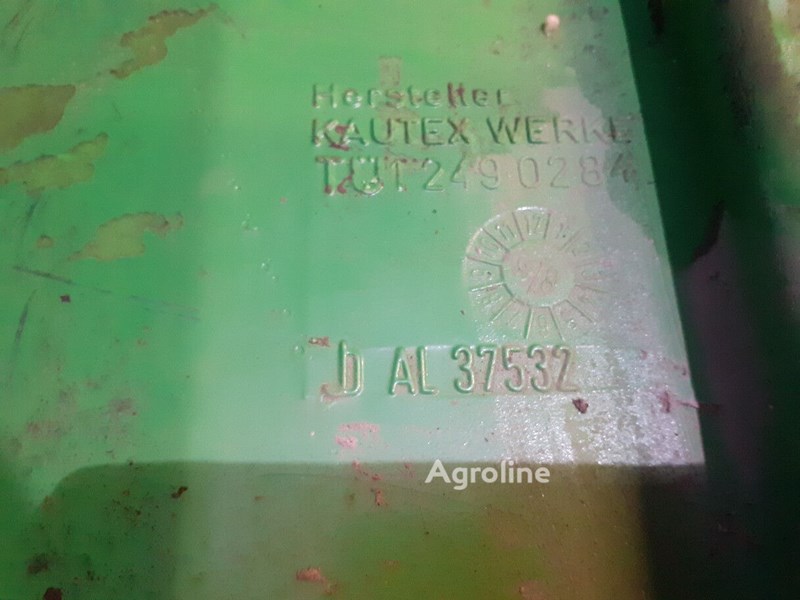 Hersteller
KAUTEX WERKE
TÜT 249 0284
b AL 37532
Agroline